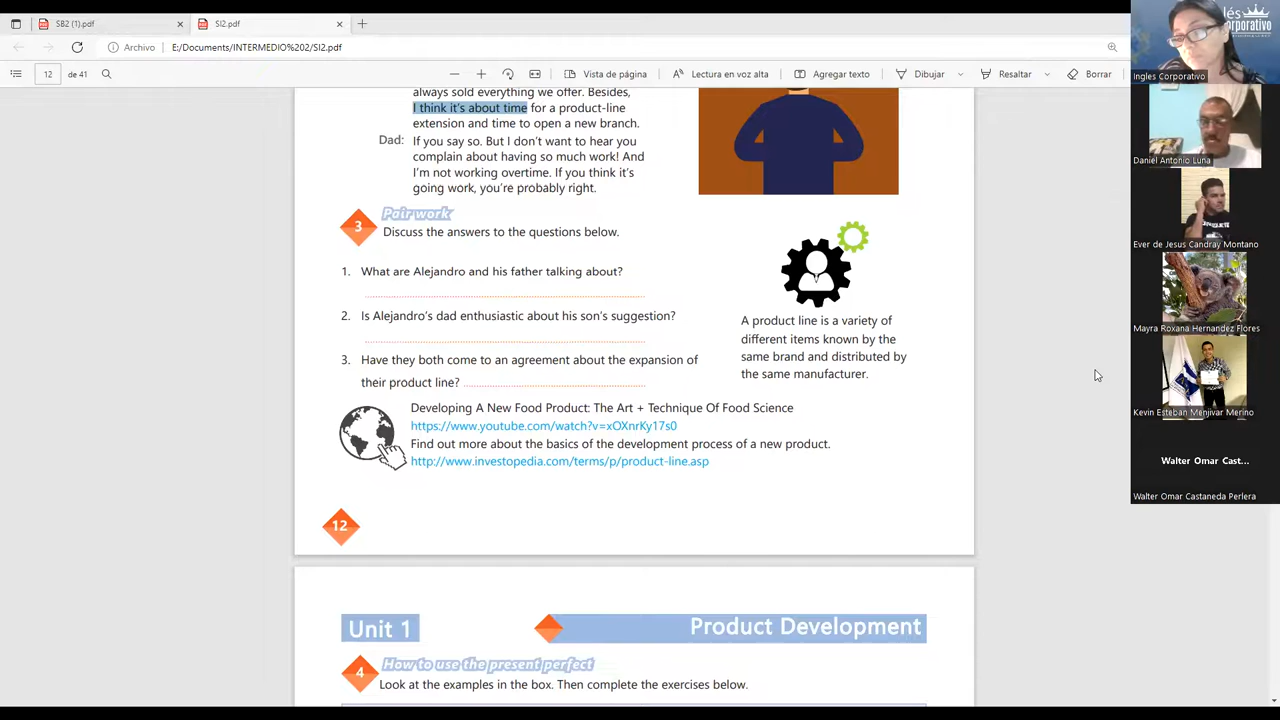 SB2 (1).pdf
SI2.pdf
Archivo
E:/Documents/INTERMEDIO%202/SI2.pdf
12
de 41
Vista de página
Lectura en voz alta
Agregar texto
Dibujar
Resaltar
Borrar
always sold everything we offer. Besides,
I think it's about time for a product-line
extension and time to open a new branch.
Dad: If you say so. But I don't want to hear you
complain about having so much work! And
I'm not working overtime. If you think it's
going work, you're probably right.
3
Pair work
Discuss the answers to the questions below.
1. What are Alejandro and his father talking about?
2. Is Alejandro's dad enthusiastic about his son's suggestion?
3. Have they both come to an agreement about the expansion of
their product line?
A product line is a variety of
different items known by the
same brand and distributed by
the same manufacturer.
Developing A New Food Product: The Art + Technique Of Food Science
https://www.youtube.com/watch?v=xOXnrKy17s0
Find out more about the basics of the development process of a new product.
http://www.investopedia.com/terms/p/product-line.asp
12
Unit 1
Product Development
4
How to use the present perfect
Look at the examples in the box. Then complete the exercises below.
lés
orporativo
Ingles Corporativo
Daniel Antonio Luna
Ever de Jesus Candray Montano
Mayra Roxana Hernandez Flores
Kevin Esteban Menjivar Merino
Walter Omar Cast...
Walter Omar Castaneda Perlera